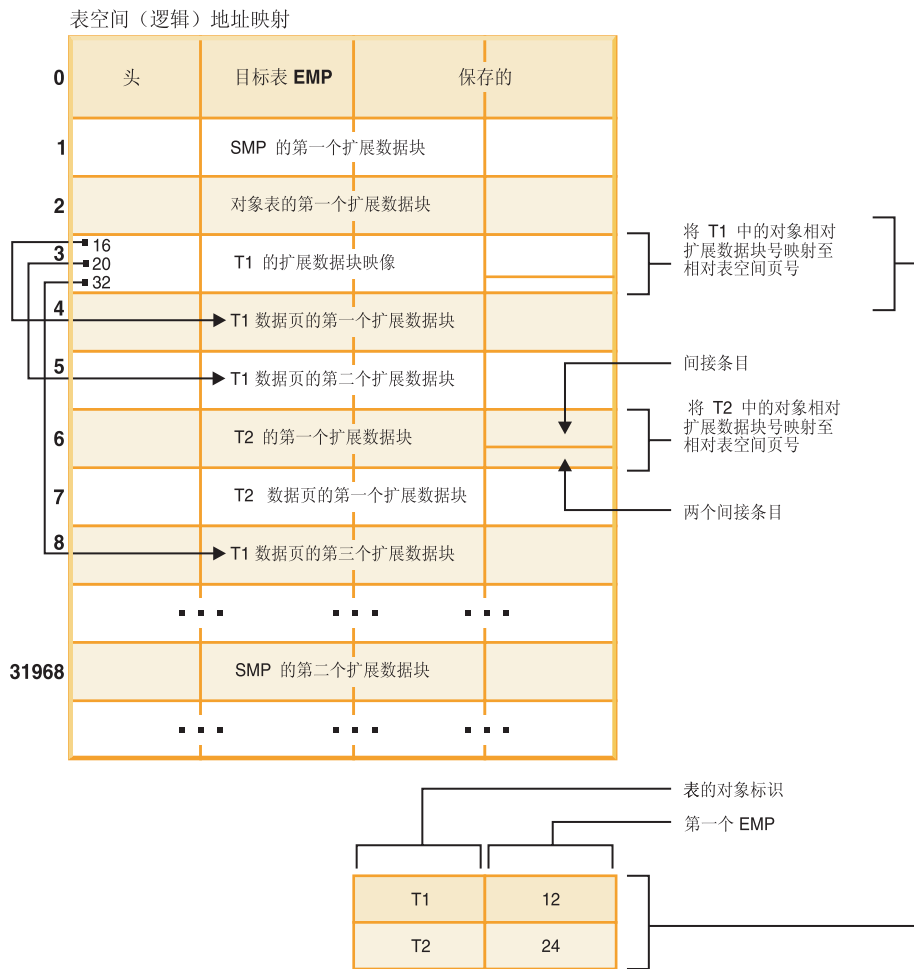 表空间（逻辑）地址映射
0
头
目标表 EMP
保存的
1
SMP 的第一个扩展数据块
2
对象表的第一个扩展数据块
3
16
20
32
T1 的扩展数据块映像
将 T1 中的对象相对
扩展数据块号映射至
相对表空间页号
4
T1 数据页的第一个扩展数据块
5
T1 数据页的第二个扩展数据块
间接条目
6
T2 的第一个扩展数据块
将 T2 中的对象相对
扩展数据块号映射至
相对表空间页号
7
T2 数据页的第一个扩展数据块
两个间接条目
8
T1 数据页的第三个扩展数据块
...
...
...
31968
SMP 的第二个扩展数据块
...
...
...
表的对象标识
第一个 EMP
T1
12
T2
24